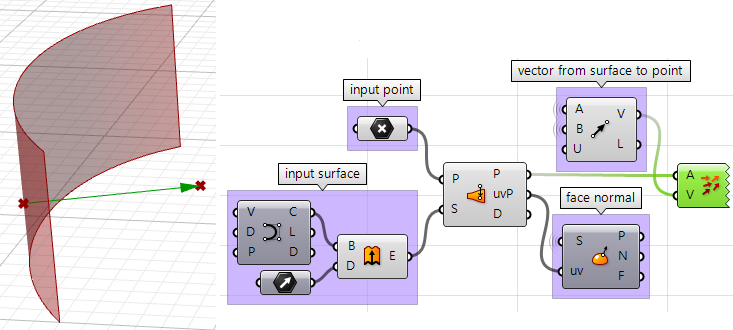 vector from surface to point
input point
A
B
U
V
L
P
S
P
uvP
D
A
V
input surface
face normal
V
D
P
C
L
D
B
D
E
S
uv
P
N
F